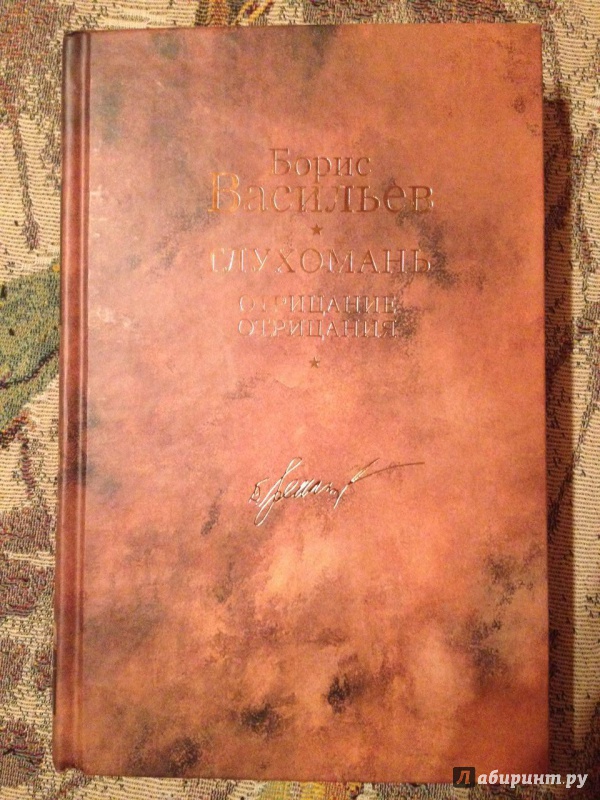 Борис
Васильев
ГЛУХОМАНЬ
ОТРИЦАНИЕ
ОТРИЦАНИЯ
Лабиринт.ру